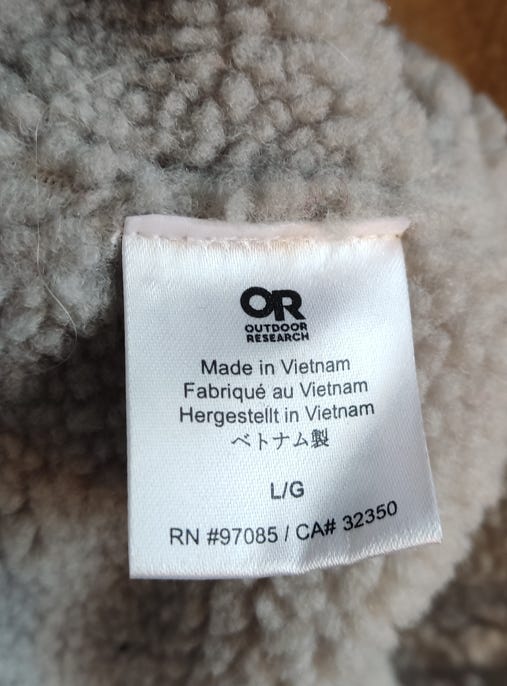 OR
OUTDOOR
RESEARCH
Made in Vietnam
Fabriqué au Vietnam
Hergestellt in Vietnam
ベトナム製
L/G
RN #97085 / CA# 32350